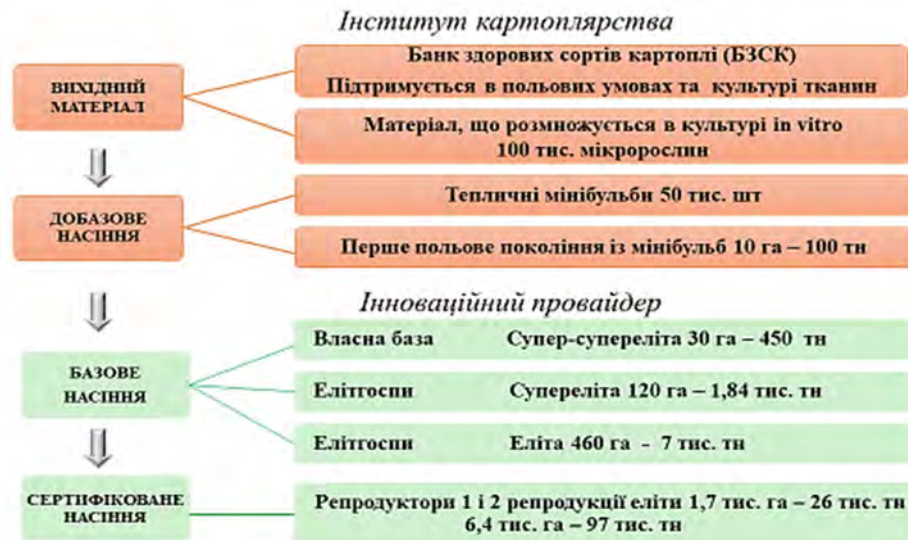 Інститут картоплярства
ВИХІДНИЙ
МАТЕРІАЛ
Банк здорових сортів картоплі (БЗСК)
Підтримується в польових умовах та культурі тканин
Матеріал, що розмножується в культурі in vitro
100 тис. мікророслин
ДОБАЗОВЕ
НАСІННЯ
Тепличні мінібульби 50 тис. шт
Перше польове покоління із мінібульб 10 га – 100 тн
Інноваційний провайдер
БАЗОВЕ
НАСІННЯ
Власна база Супер-супереліта 30 га – 450 тн
Елітгоспи Супереліта 120 га – 1,84 тис. тн
Елітгоспи Еліта 460 га - 7 тис. тн
СЕРТИФІКОВАНЕ
НАСІННЯ
Репродуктори 1 і 2 репродукції еліти 1,7 тис. га – 26 тис. тн
6,4 тис. га – 97 тис. тн